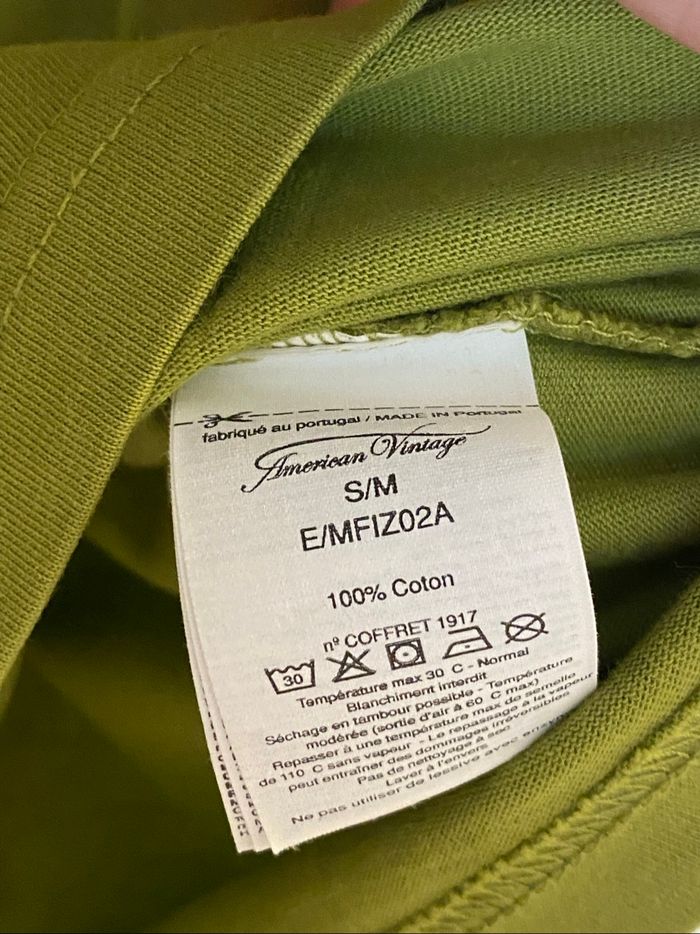 fabriqué au portugal / MADE IN Portugal
American Vintage
S/M
E/MFIZ02A
100% Coton
nº COFFRET 1917
30
Température max 30 C - Normal
Blanchiment interdit
Séchage en tambour possible - Température
modérée (sortie d'air à 60 C max)
Repasser à une température max de semelle
de 110 C sans vapeur - Le repassage à la vapeur
peut entraîner des dommages irréversibles
Pas de nettoyage à sec
Laver à l'envers
Ne pas utiliser de lessive avec